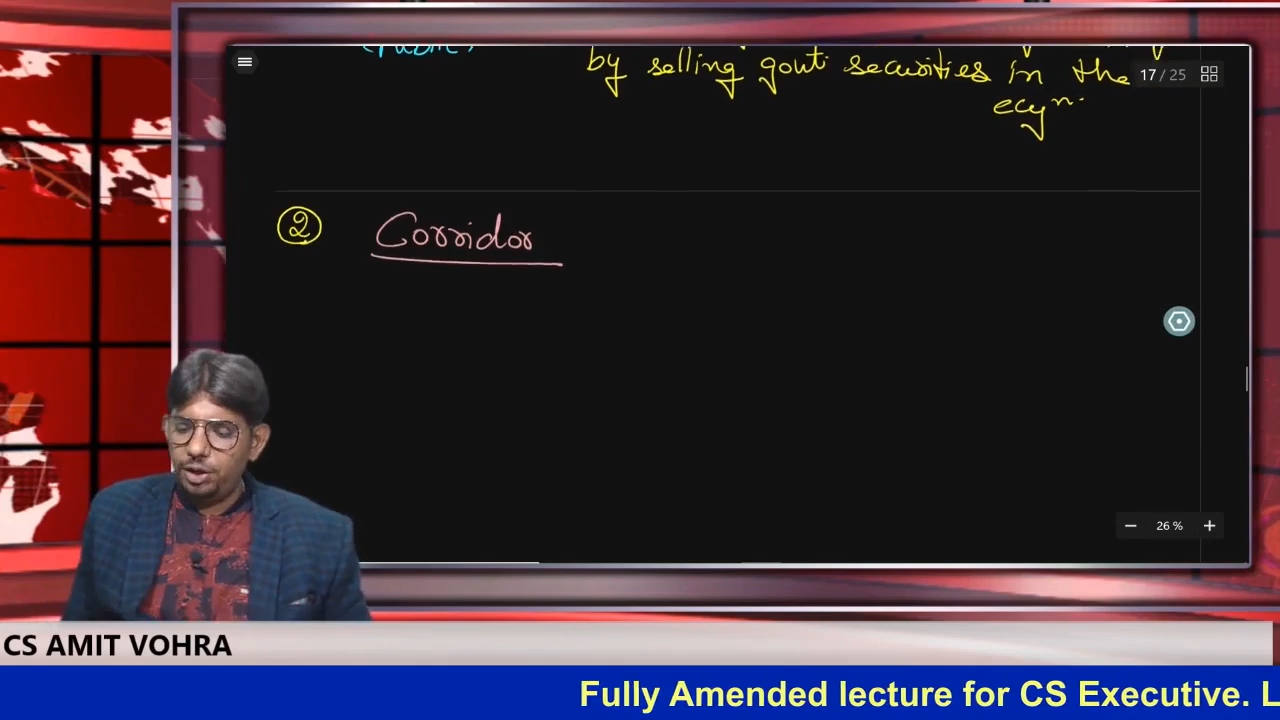 by selling govt securities in the
17 / 25
ecyn.
② Corridor
26 %
CS AMIT VOHRA
Fully Amended lecture for CS Executive. L